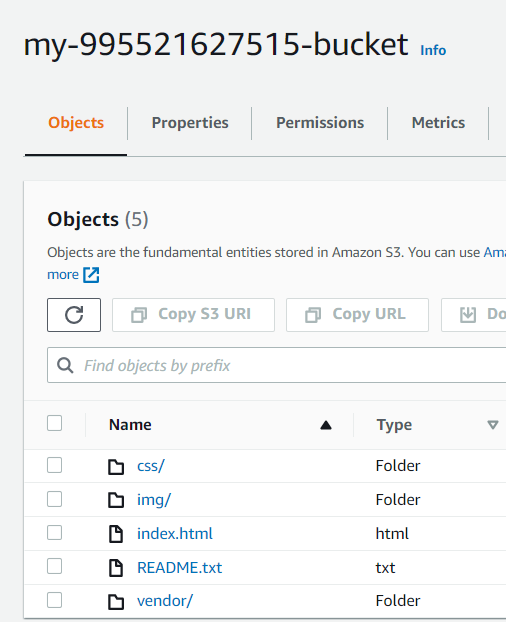 my-995521627515-bucket Info
Objects Properties Permissions Metrics
Objects (5)
Objects are the fundamental entities stored in Amazon S3. You can use Ama
more
Copy S3 URI Copy URL Do
Find objects by prefix
Name Type
css/ Folder
img/ Folder
index.html html
README.txt txt
vendor/ Folder